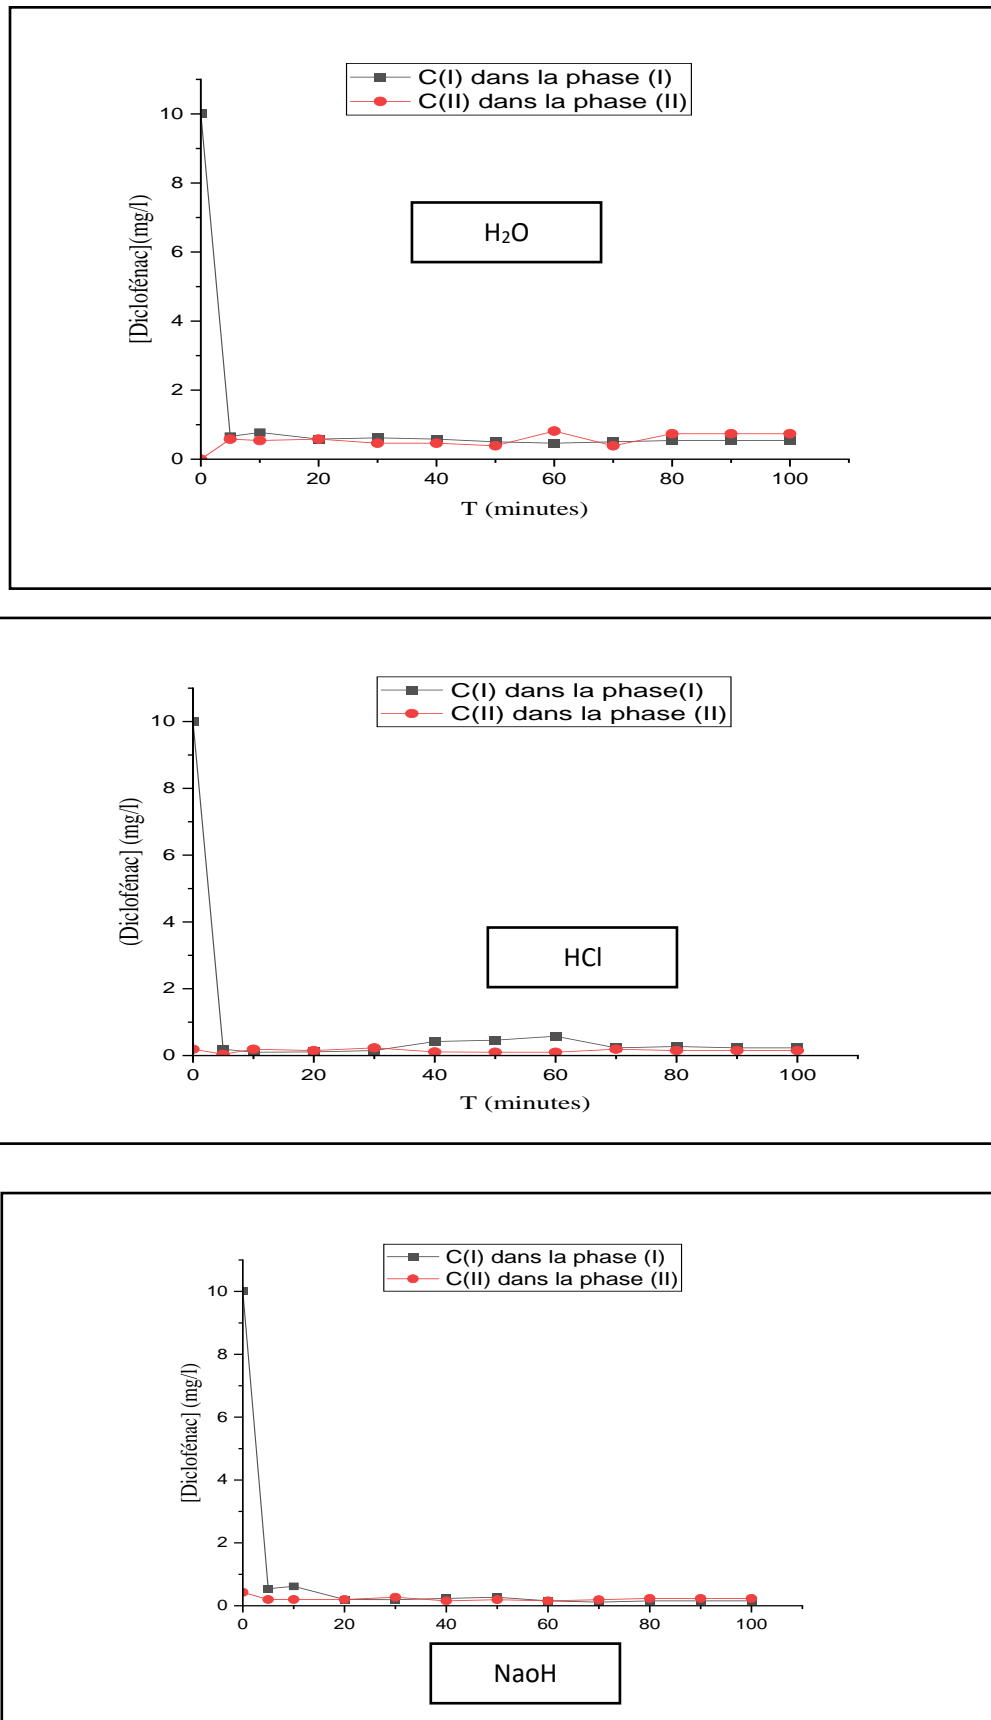 C(I) dans la phase (I)
C(II) dans la phase (II)
10
8
6
4
2
0
[Diclofénac](mg/l)
H₂O
0 20 40 60 80 100
T (minutes)
C(I) dans la phase(I)
C(II) dans la phase (II)
10
8
6
4
2
0
(Diclofénac] (mg/l)
HCl
0 20 40 60 80 100
T (minutes)
C(I) dans la phase (I)
C(II) dans la phase (II)
10
8
6
4
2
0
[Diclofénac] (mg/l)
0 20 40 60 80 100
NaoH